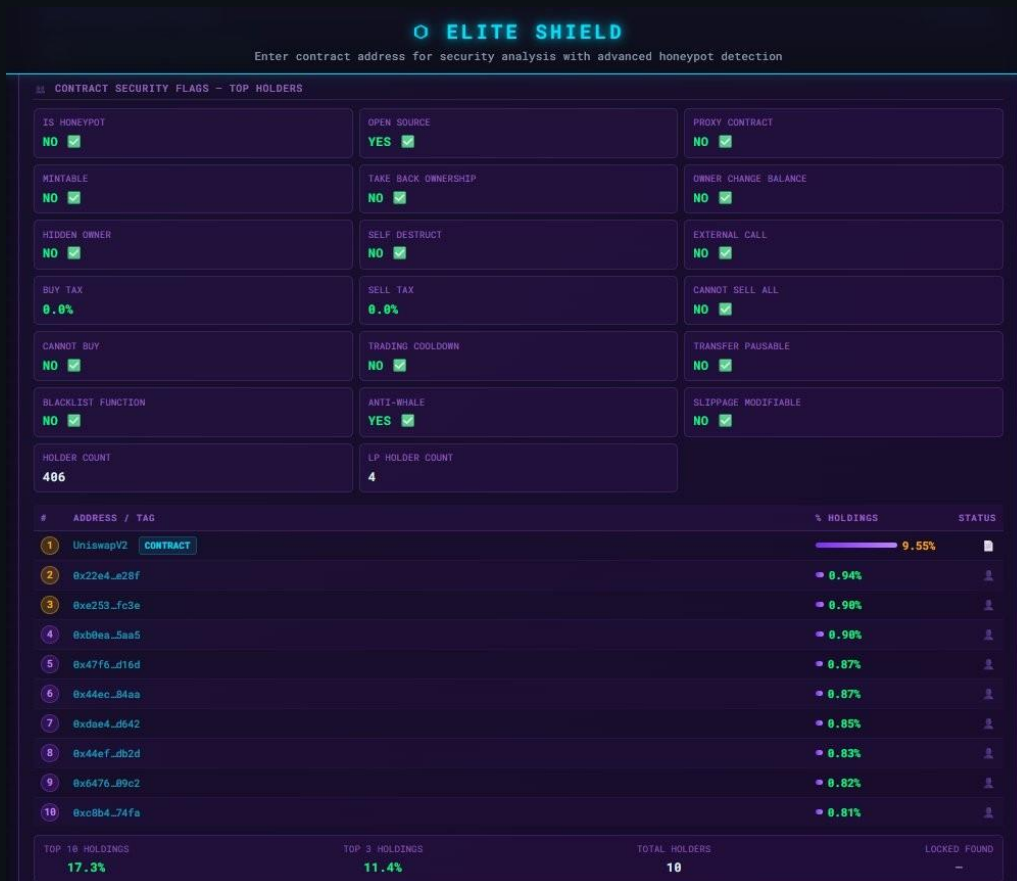 ELITE SHIELD
Enter contract address for security analysis with advanced honeypot detection
CONTRACT SECURITY FLAGS — TOP HOLDERS
IS HONEYPOT
NO ✅
OPEN SOURCE
YES ✅
PROXY CONTRACT
NO ✅
MINTABLE
NO ✅
TAKE BACK OWNERSHIP
NO ✅
OWNER CHANGE BALANCE
NO ✅
HIDDEN OWNER
NO ✅
SELF DESTRUCT
NO ✅
EXTERNAL CALL
NO ✅
BUY TAX
0.0%
SELL TAX
0.0%
CANNOT SELL ALL
NO ✅
CANNOT BUY
NO ✅
TRADING COOLDOWN
NO ✅
TRANSFER PAUSABLE
NO ✅
BLACKLIST FUNCTION
NO ✅
ANTI-WHALE
YES ✅
SLIPPAGE MODIFIABLE
NO ✅
HOLDER COUNT
406
LP HOLDER COUNT
4
# ADDRESS / TAG % HOLDINGS STATUS
1 UniswapV2 CONTRACT 9.55%
2 0x22e4…e28f 0.94%
3 0xe253…fc3e 0.90%
4 0xb0ea…5aa5 0.90%
5 0x47f6…d16d 0.87%
6 0x44ec…84aa 0.87%
7 0xdae4…d642 0.85%
8 0x44ef…db2d 0.83%
9 0x6476…09c2 0.82%
10 0xc8b4…74fa 0.81%
TOP 10 HOLDINGS
17.3%
TOP 3 HOLDINGS
11.4%
TOTAL HOLDERS
10
LOCKED FOUND
—